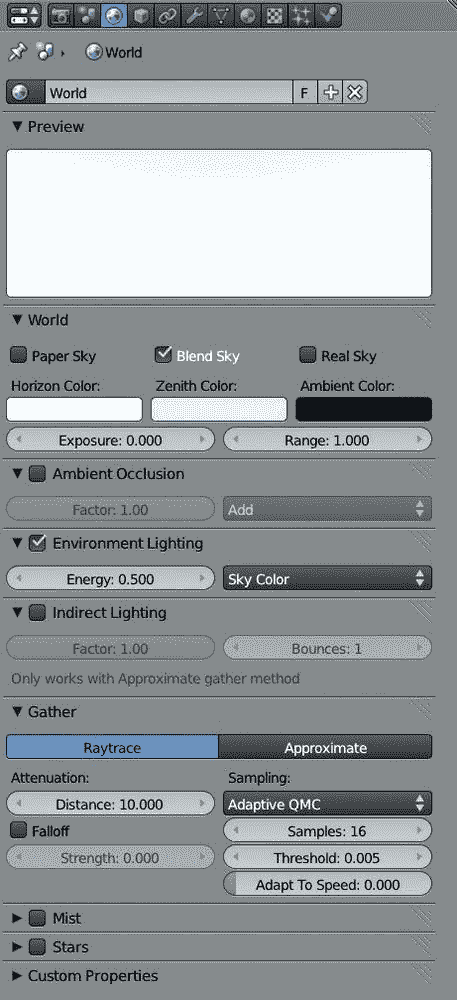 World
World F
Preview
World
Paper Sky Blend Sky Real Sky
Horizon Color: Zenith Color: Ambient Color:
Exposure: 0.000 Range: 1.000
Ambient Occlusion
Factor: 1.00 Add
Environment Lighting
Energy: 0.500 Sky Color
Indirect Lighting
Factor: 1.00 Bounces: 1
Only works with Approximate gather method
Gather
Raytrace Approximate
Attenuation: Sampling:
Distance: 10.000 Adaptive QMC
Falloff Samples: 16
Strength: 0.000 Threshold: 0.005
Adapt To Speed: 0.000
Mist
Stars
Custom Properties